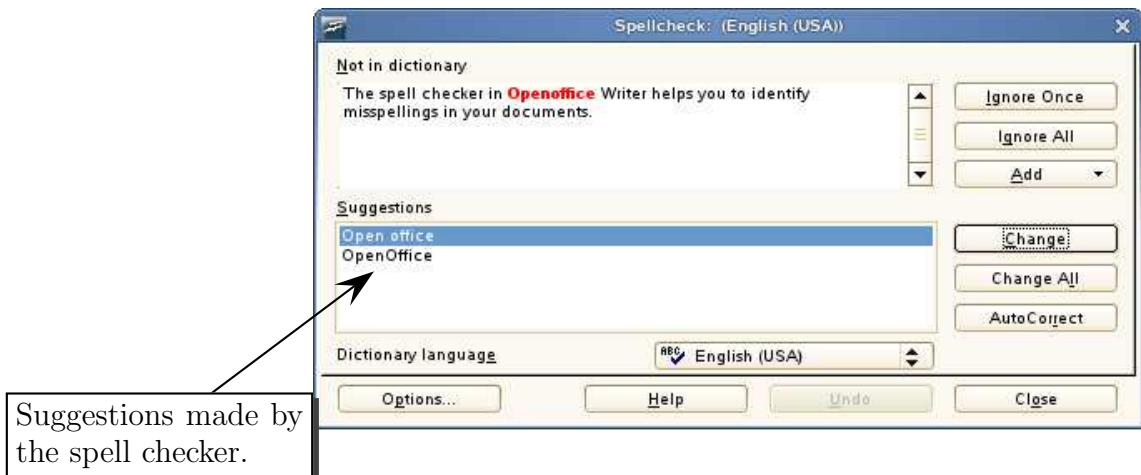 Spellcheck: (English (USA))
Not in dictionary
The spell checker in Openoffice Writer helps you to identify
misspellings in your documents.
Ignore Once
Ignore All
Add
Suggestions
Open office
OpenOffice
Change
Change All
AutoCorrect
Dictionary language
ABC English (USA)
Options...
Help
Undo
Close
Suggestions made by
the spell checker.